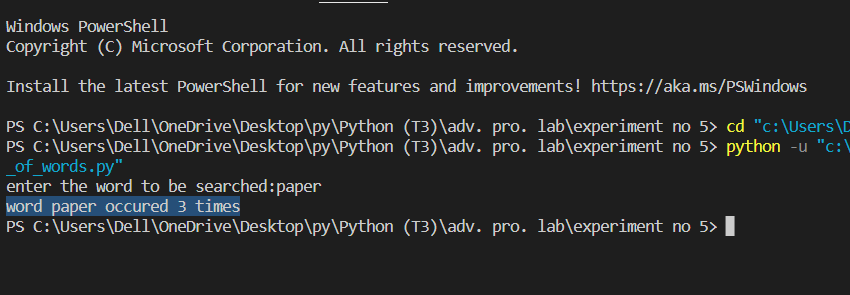 Windows PowerShell
Copyright (C) Microsoft Corporation. All rights reserved.
Install the latest PowerShell for new features and improvements! https://aka.ms/PSWindows
PS C:\Users\Dell\OneDrive\Desktop\py\Python (T3)\adv. pro. lab\experiment no 5> cd "c:\Users\D
PS C:\Users\Dell\OneDrive\Desktop\py\Python (T3)\adv. pro. lab\experiment no 5> python -u "c:\
_of_words.py"
enter the word to be searched:paper
word paper occured 3 times
PS C:\Users\Dell\OneDrive\Desktop\py\Python (T3)\adv. pro. lab\experiment no 5>